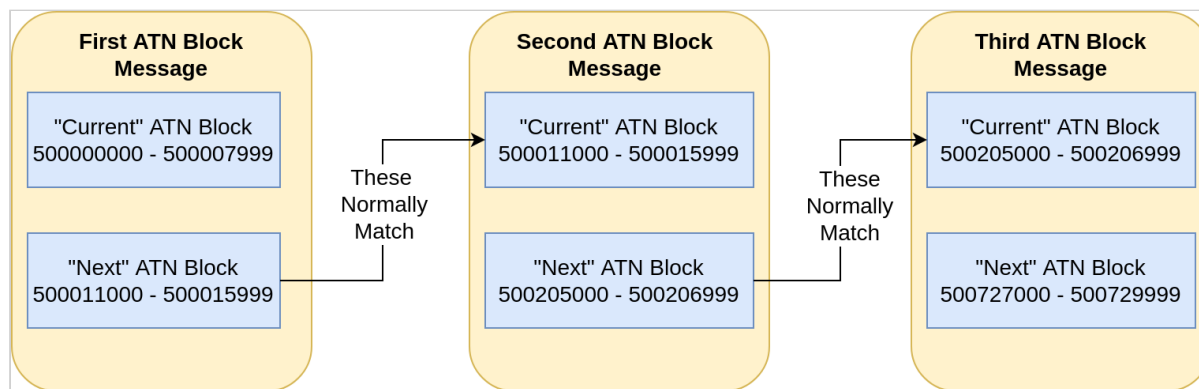 First ATN Block
Message
"Current" ATN Block
500000000 - 500007999
"Next" ATN Block
500011000 - 500015999
These
Normally
Match
Second ATN Block
Message
"Current" ATN Block
500011000 - 500015999
"Next" ATN Block
500205000 - 500206999
These
Normally
Match
Third ATN Block
Message
"Current" ATN Block
500205000 - 500206999
"Next" ATN Block
500727000 - 500729999